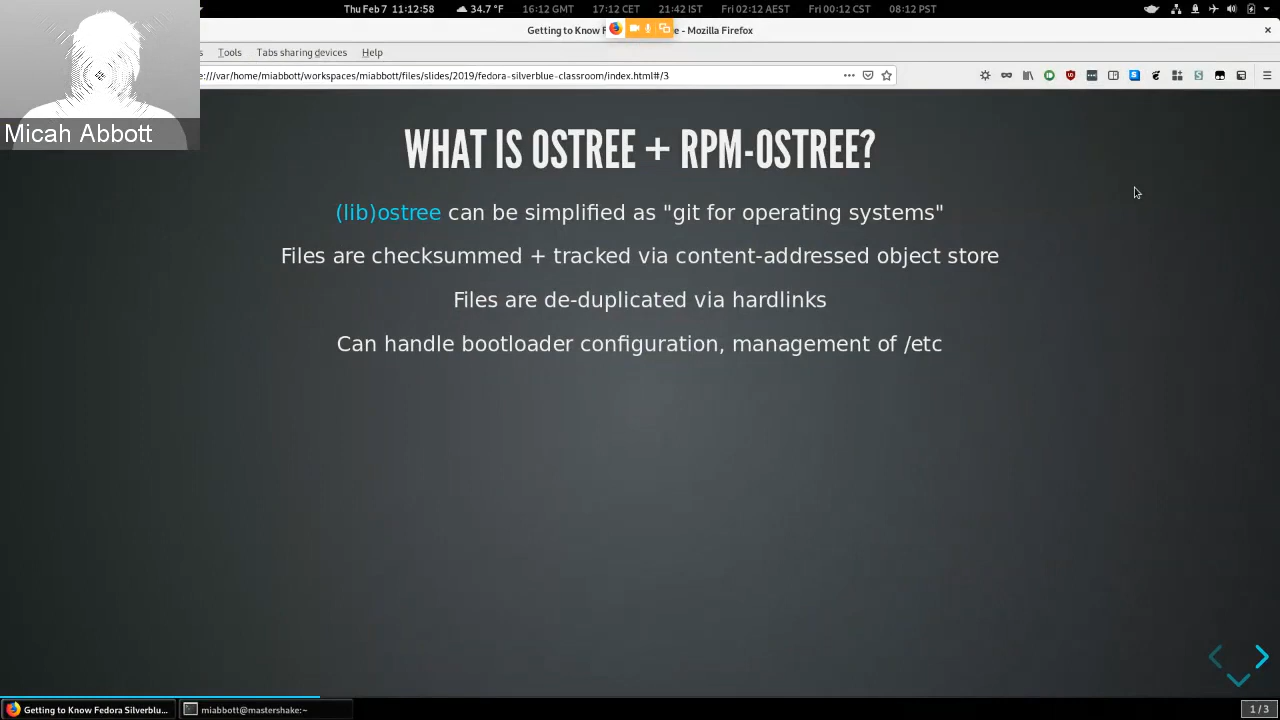 Thu Feb 7 11:12:58
34.7 °F
16:12 GMT
17:12 CET
21:42 IST
Fri 02:12 AEST
Fri 00:12 CST
08:12 PST
Getting to Know F
e - Mozilla Firefox
s
Tools
Tabs sharing devices
Help
e:///var/home/miabbott/workspaces/miabbott/files/slides/2019/fedora-silverblue-classroom/index.html#/3
Micah Abbott
WHAT IS OSTREE + RPM-OSTREE?
(lib)ostree can be simplified as "git for operating systems"
Files are checksummed + tracked via content-addressed object store
Files are de-duplicated via hardlinks
Can handle bootloader configuration, management of /etc
Getting to Know Fedora Silverblu...
miabbott@mastershake:~
1 / 3